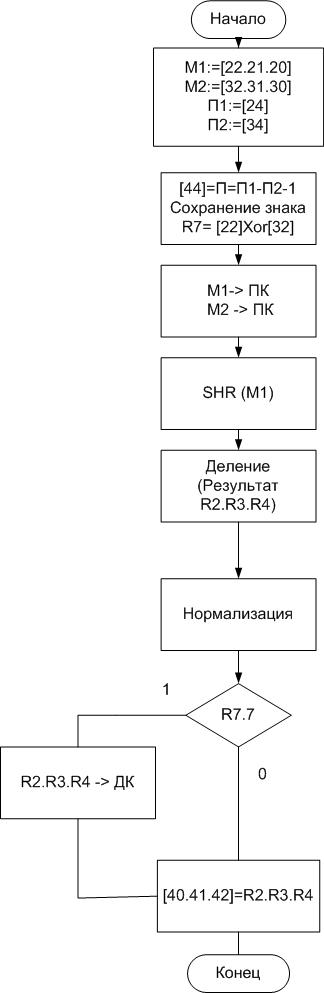 Начало
М1:=[22.21.20]
М2:=[32.31.30]
П1:=[24]
П2:=[34]
[44]=П=П1-П2-1
Сохранение знака
R7= [22]Xor[32]
М1-> ПК
М2 -> ПК
SHR (М1)
Деление
(Результат
R2.R3.R4)
Нормализация
1
R7.7
0
R2.R3.R4 -> ДК
[40.41.42]=R2.R3.R4
Конец